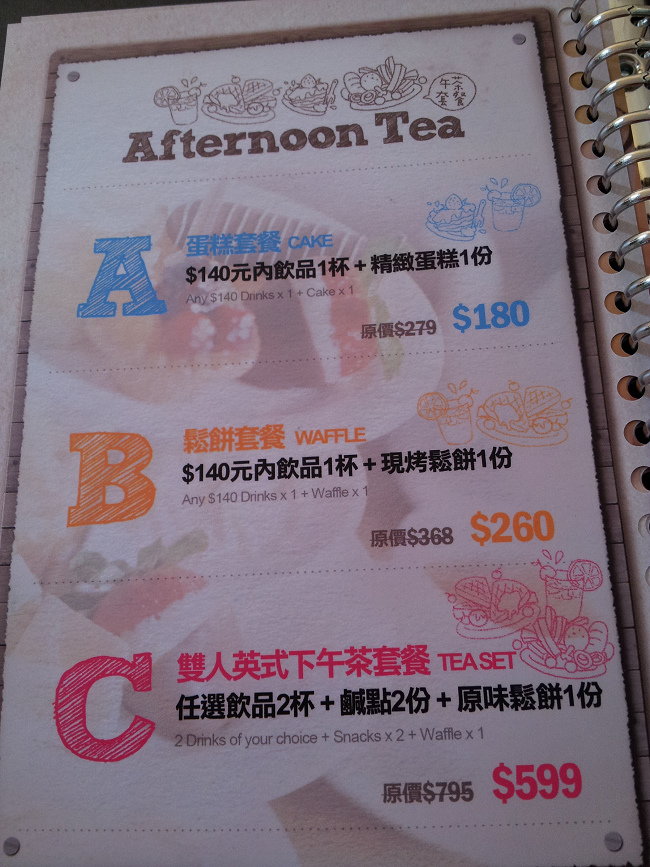 午茶
套餐
Afternoon Tea
A
蛋糕套餐 CAKE
$140元內飲品1杯 + 精緻蛋糕1份
Any $140 Drinks x 1 + Cake x 1
原價$279 $180
B
鬆餅套餐 WAFFLE
$140元內飲品1杯 + 現烤鬆餅1份
Any $140 Drinks x 1 + Waffle x 1
原價$368 $260
C
雙人英式下午茶套餐 TEA SET
任選飲品2杯 + 鹹點2份 + 原味鬆餅1份
2 Drinks of your choice + Snacks x 2 + Waffle x 1
原價$795 $599